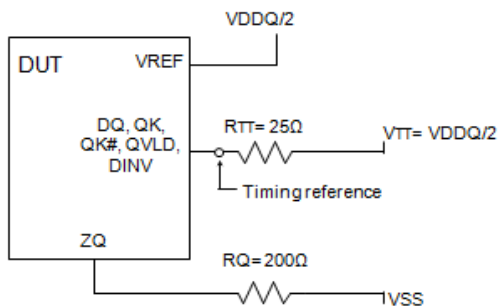 VDDQ/2
DUT
VREF
DQ, QK,
QK#, QVLD,
DINV
RTT= 25Ω
VTT= VDDQ/2
Timing reference
ZQ
RQ= 200Ω
VSS